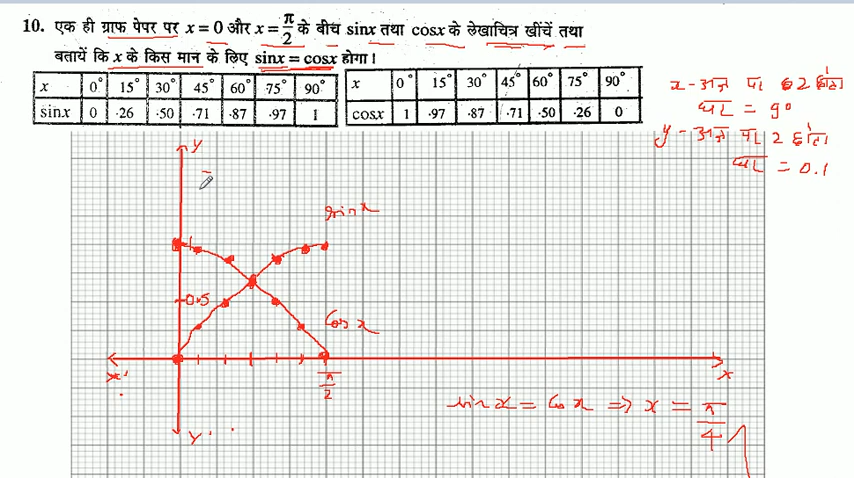 10. एक ही ग्राफ पेपर पर x = 0 और x = π/2 के बीच sinx तथा cosx के लेखाचित्र खींचें तथा
बतायें कि x के किस मान के लिए sinx = cosx होगा।
x 0° 15° 30° 45° 60° 75° 90°
sinx 0 ·26 ·50 ·71 ·87 ·97 1
x 0° 15° 30° 45° 60° 75° 90°
cosx 1 ·97 ·87 ·71 ·50 ·26 0
x-अक्ष पर 2
= 9°
y-अक्ष पर 2
= 0.1
y
sin x
1
0.5
Cos x
x'
π/2
x
y'
sin x = Cos x ⇒ x = π/4